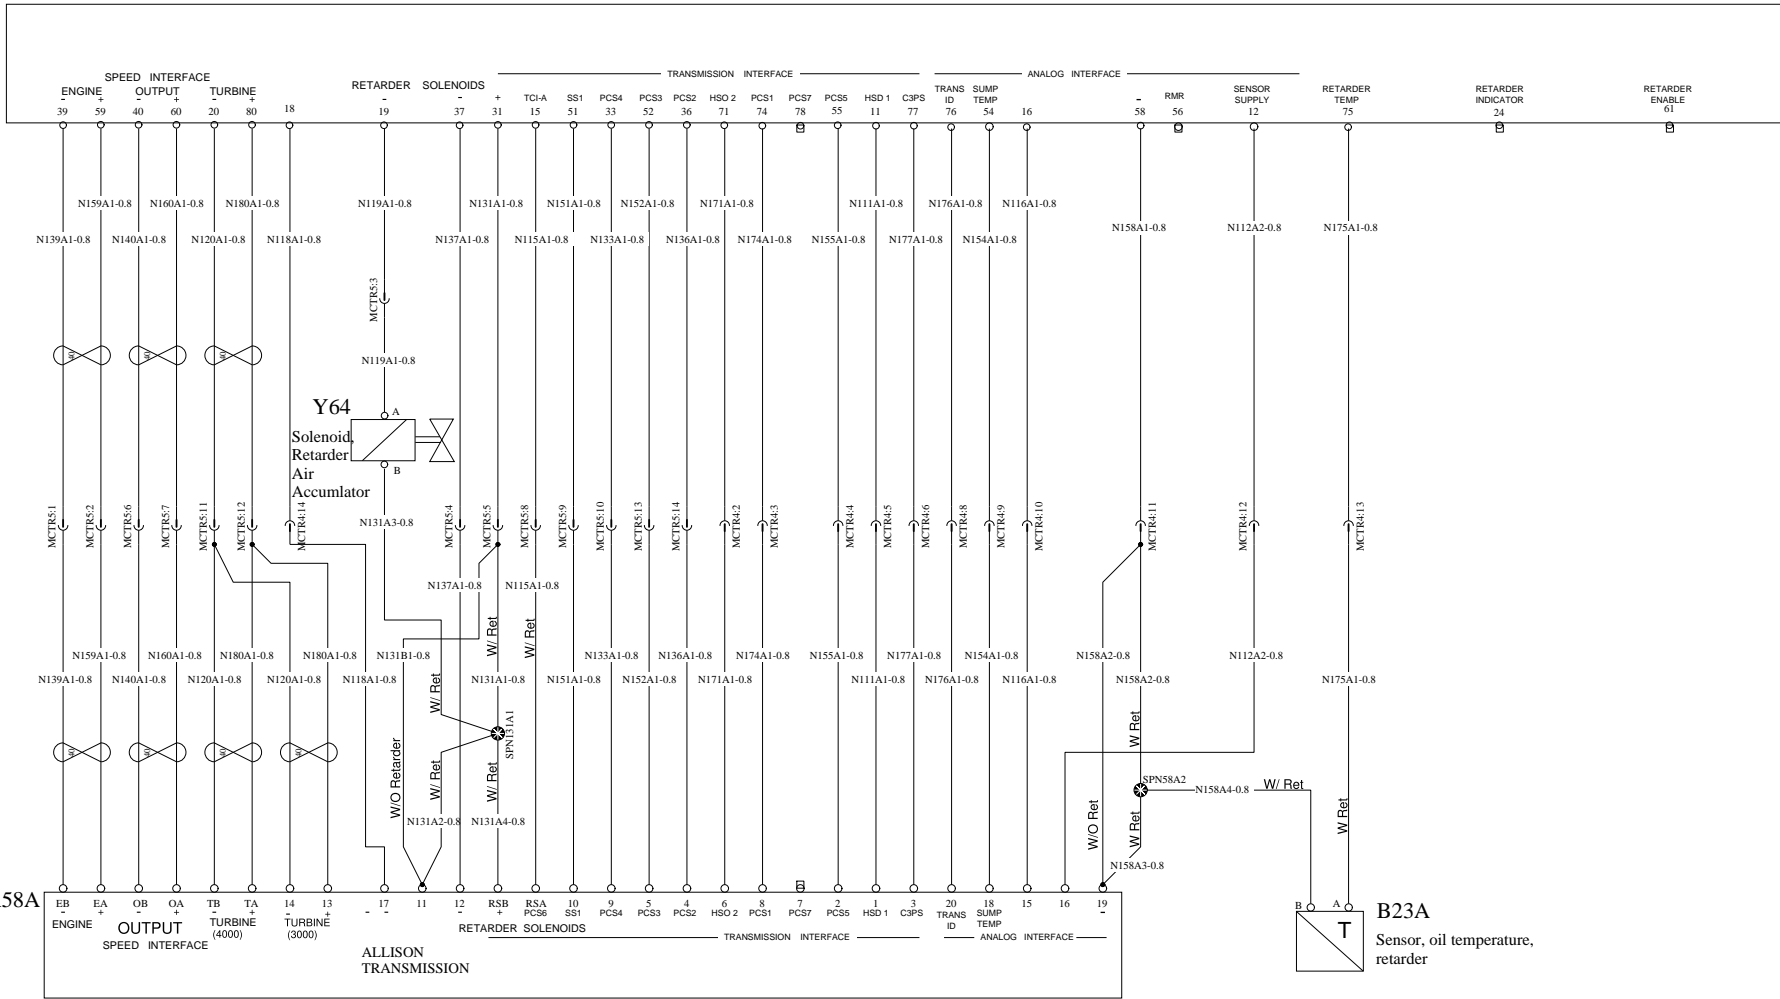 SPEED INTERFACE
RETARDER SOLENOIDS
TRANSMISSION INTERFACE
ANALOG INTERFACE
ENGINE OUTPUT TURBINE
RETARDER TEMP
RETARDER INDICATOR
RETARDER ENABLE
SENSOR SUPPLY
- + - + - + - - +
TCI-A SS1 PCS4 PCS3 PCS2 HSO 2 PCS1 PCS7 PCS5 HSD 1 C3PS TRANS ID SUMP TEMP - RMR
39 59 40 60 20 80 18 19 37 31 15 51 33 52 36 71 74 78 55 11 77 76 54 16 58 56 12 75 24 61
N159A1-0.8 N160A1-0.8 N180A1-0.8 N119A1-0.8 N131A1-0.8 N151A1-0.8 N152A1-0.8 N171A1-0.8 N111A1-0.8 N176A1-0.8 N116A1-0.8
N158A1-0.8 N112A2-0.8 N175A1-0.8
N139A1-0.8 N140A1-0.8 N120A1-0.8 N118A1-0.8 N137A1-0.8 N115A1-0.8 N133A1-0.8 N136A1-0.8 N174A1-0.8 N155A1-0.8 N177A1-0.8 N154A1-0.8
MCTR5:3
40 40 40
N119A1-0.8
Y64
A
Solenoid,
Retarder
Air
Accumlator
B
N131A3-0.8
MCTR5:1 MCTR5:2 MCTR5:6 MCTR5:7 MCTR5:11 MCTR5:12 MCTR4:14 MCTR5:4 MCTR5:5 MCTR5:8 MCTR5:9 MCTR5:10 MCTR5:13 MCTR5:14 MCTR4:2 MCTR4:3 MCTR4:4 MCTR4:5 MCTR4:6 MCTR4:8 MCTR4:9 MCTR4:10 MCTR4:11 MCTR4:12 MCTR4:13
N137A1-0.8 N115A1-0.8
W/ Ret W/ Ret
N159A1-0.8 N160A1-0.8 N180A1-0.8 N180A1-0.8 N131B1-0.8 N133A1-0.8 N136A1-0.8 N174A1-0.8 N155A1-0.8 N177A1-0.8 N154A1-0.8 N158A2-0.8 N112A2-0.8
N139A1-0.8 N140A1-0.8 N120A1-0.8 N120A1-0.8 N118A1-0.8 N131A1-0.8 N151A1-0.8 N152A1-0.8 N171A1-0.8 N111A1-0.8 N176A1-0.8 N116A1-0.8 N158A2-0.8 N175A1-0.8
W/ Ret
SPN131A1
W Ret
40 40 40 40
W/O Retarder
W/ Ret
W/ Ret
SPN58A2
N158A4-0.8
W/ Ret
W/O Ret
W Ret
W Ret
N131A2-0.8 N131A4-0.8
N158A3-0.8
58A
EB EA OB OA TB TA 14 13 17 11 12 RSB RSA 10 9 5 4 6 8 7 2 1 3 20 18 15 16 19
- + - + - + - + - - - + PCS6 SS1 PCS4 PCS3 PCS2 HSO 2 PCS1 PCS7 PCS5 HSD 1 C3PS TRANS ID SUMP TEMP -
ENGINE OUTPUT TURBINE (4000) TURBINE (3000)
RETARDER SOLENOIDS
SPEED INTERFACE
TRANSMISSION INTERFACE
ANALOG INTERFACE
ALLISON
TRANSMISSION
B A
T
B23A
Sensor, oil temperature,
retarder